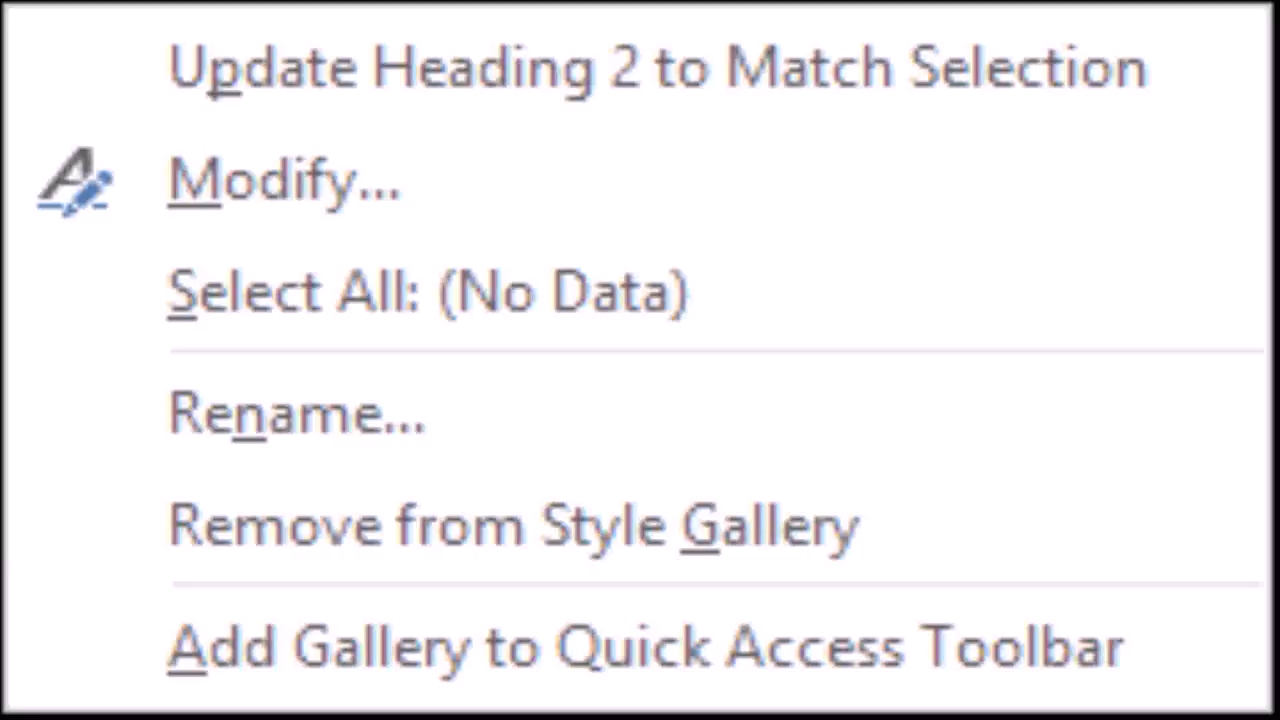 Update Heading 2 to Match Selection
Modify...
Select All: (No Data)
Rename...
Remove from Style Gallery
Add Gallery to Quick Access Toolbar